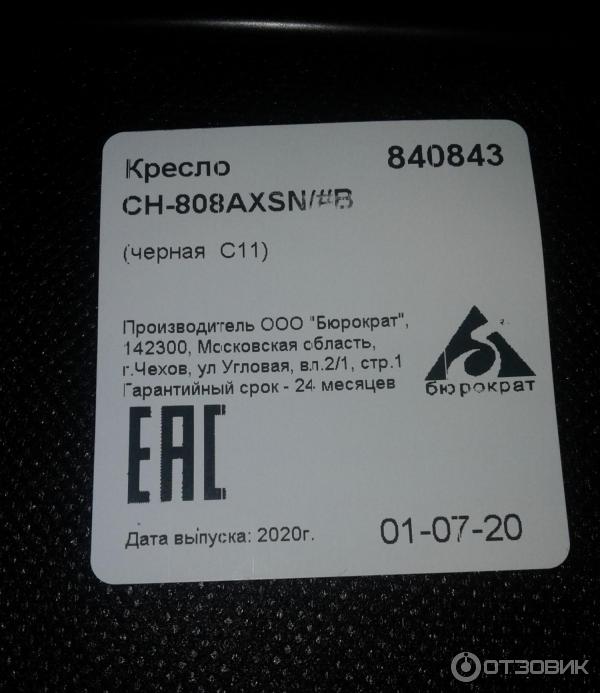 Кресло 840843
CH-808AXSN/#B
(черная C11)
Производитель ООО "Бюрократ",
142300, Московская область,
г.Чехов, ул Угловая, вл.2/1, стр.1
Гарантийный срок - 24 месяцев
бюрократ
EAC
Дата выпуска: 2020г. 01-07-20
ОТЗОВИК